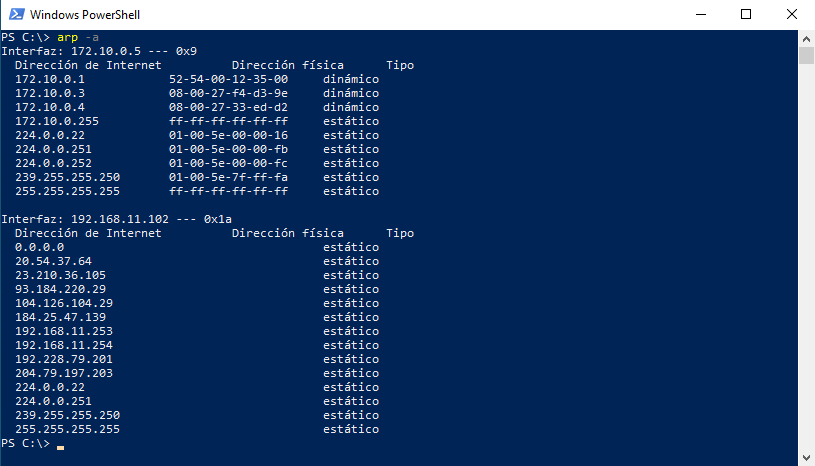 Windows PowerShell
PS C:\> arp -a
Interfaz: 172.10.0.5 --- 0x9
Dirección de Internet Dirección física Tipo
172.10.0.1 52-54-00-12-35-00 dinámico
172.10.0.3 08-00-27-f4-d3-9e dinámico
172.10.0.4 08-00-27-33-ed-d2 dinámico
172.10.0.255 ff-ff-ff-ff-ff-ff estático
224.0.0.22 01-00-5e-00-00-16 estático
224.0.0.251 01-00-5e-00-00-fb estático
224.0.0.252 01-00-5e-00-00-fc estático
239.255.255.250 01-00-5e-7f-ff-fa estático
255.255.255.255 ff-ff-ff-ff-ff-ff estático
Interfaz: 192.168.11.102 --- 0x1a
Dirección de Internet Dirección física Tipo
0.0.0.0 estático
20.54.37.64 estático
23.210.36.105 estático
93.184.220.29 estático
104.126.104.29 estático
184.25.47.139 estático
192.168.11.253 estático
192.168.11.254 estático
192.228.79.201 estático
204.79.197.203 estático
224.0.0.22 estático
224.0.0.251 estático
239.255.255.250 estático
255.255.255.255 estático
PS C:\>